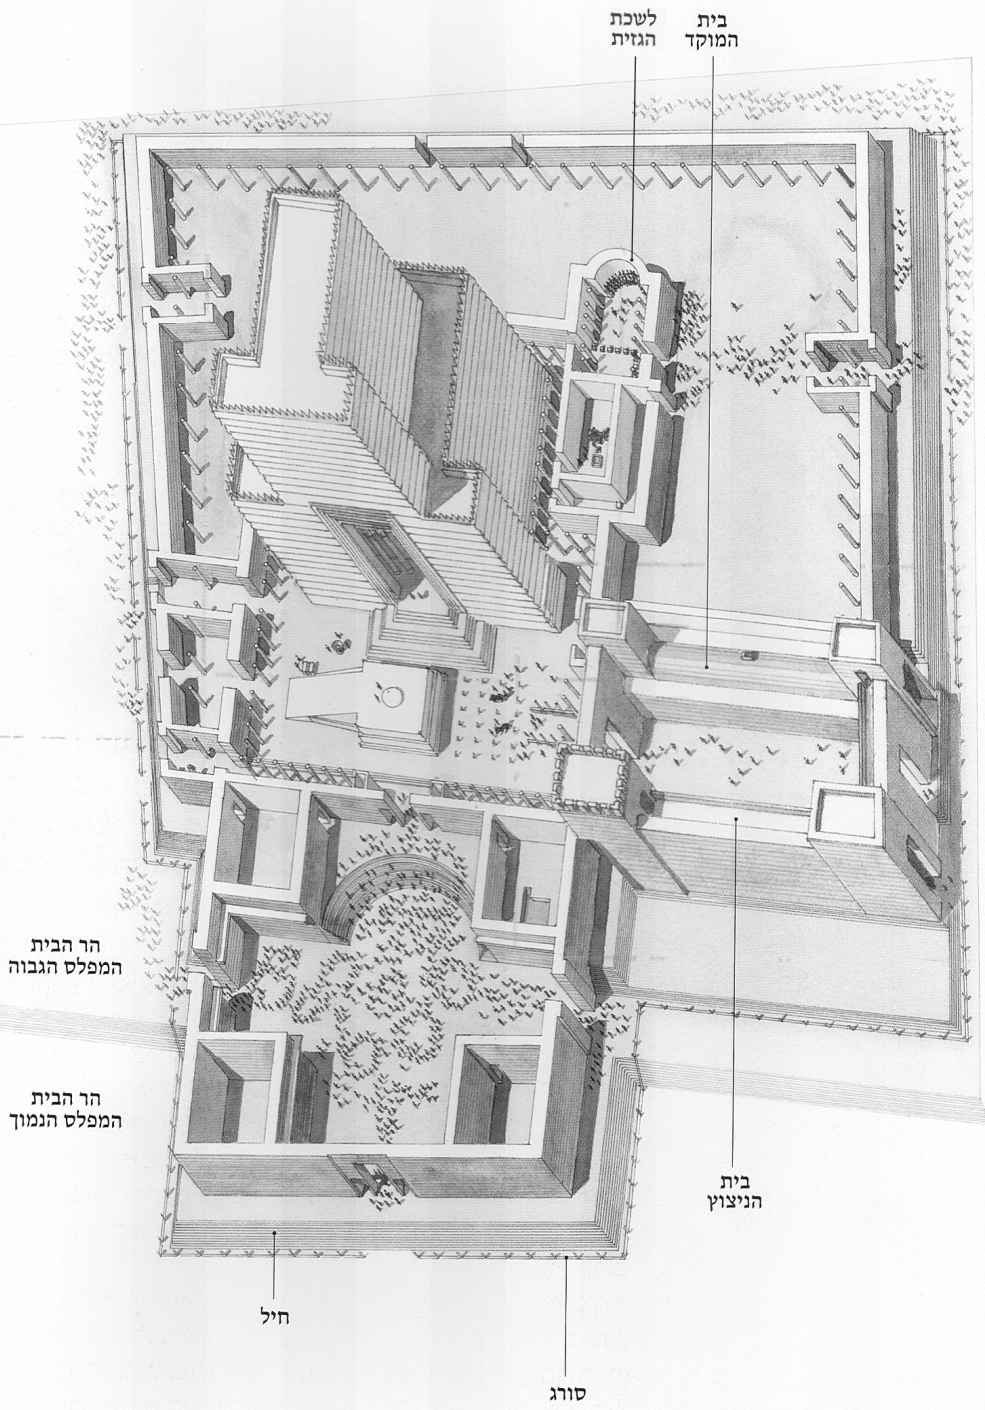 לשכת
הגזית
בית
המוקד
הר הבית
המפלס הגבוה
הר הבית
המפלס הנמוך
בית
הניצוץ
חיל
סורג